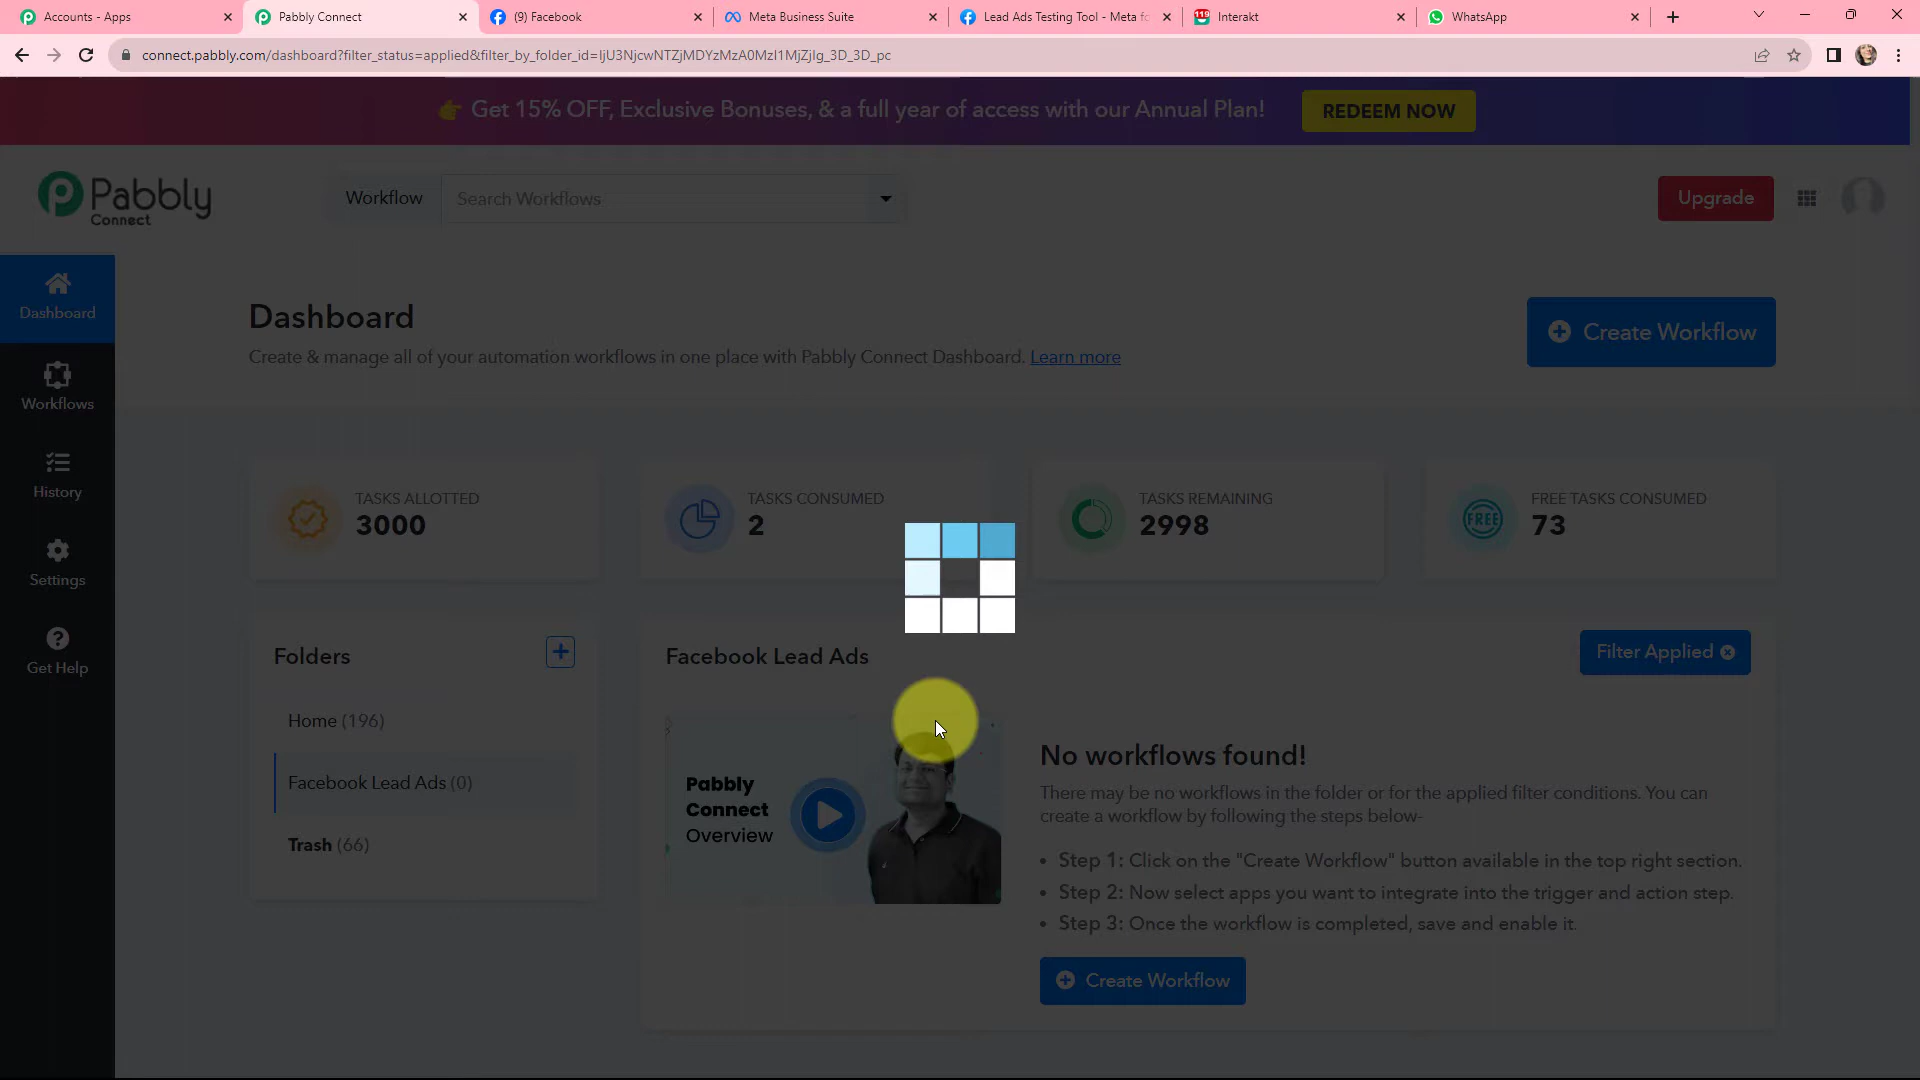 Accounts - Apps
Pabbly Connect
(9) Facebook
Meta Business Suite
Lead Ads Testing Tool - Meta fo
Interakt
WhatsApp
connect.pabbly.com/dashboard?filter_status=applied&filter_by_folder_id=IjU3NjcwNTZjMDYzMzA0MzI1MjZjIg_3D_3D_pc
Get 15% OFF, Exclusive Bonuses, & a full year of access with our Annual Plan!
REDEEM NOW
Pabbly
Connect
Workflow
Search Workflows
Upgrade
Dashboard
Workflows
History
Settings
Get Help
Dashboard
Create & manage all of your automation workflows in one place with Pabbly Connect Dashboard. Learn more
Create Workflow
TASKS ALLOTTED
3000
TASKS CONSUMED
2
TASKS REMAINING
2998
FREE
FREE TASKS CONSUMED
73
Folders
Home (196)
Facebook Lead Ads (0)
Trash (66)
Facebook Lead Ads
Filter Applied
Pabbly
Connect
Overview
No workflows found!
There may be no workflows in the folder or for the applied filter conditions. You can
create a workflow by following the steps below-
• Step 1: Click on the "Create Workflow" button available in the top right section.
• Step 2: Now select apps you want to integrate into the trigger and action step.
• Step 3: Once the workflow is completed, save and enable it.
Create Workflow